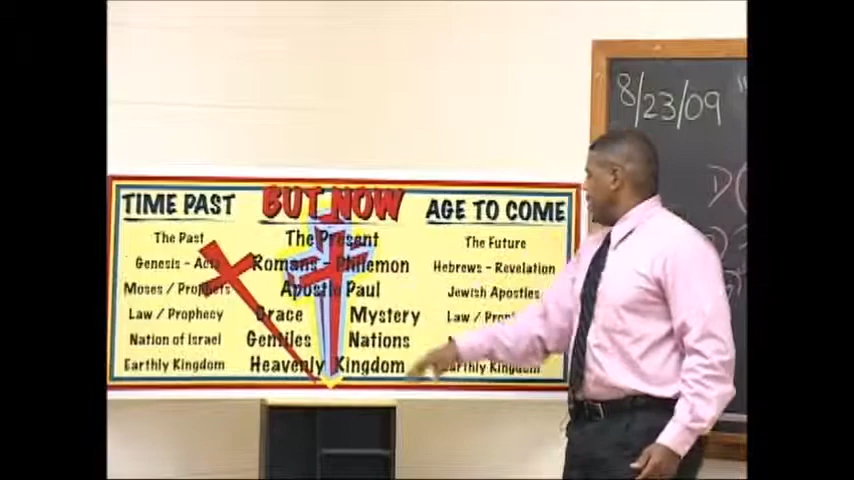 TIME PAST
The Past
Genesis - Acts
Moses / Prophets
Law / Prophecy
Nation of Israel
Earthly Kingdom
BUT NOW
The Present
Romans - Philemon
Apostle Paul
Grace Mystery
Gentiles Nations
Heavenly Kingdom
AGE TO COME
The Future
Hebrews - Revelation
Jewish Apostles
Law /
Earthly Kingdom
8/23/09